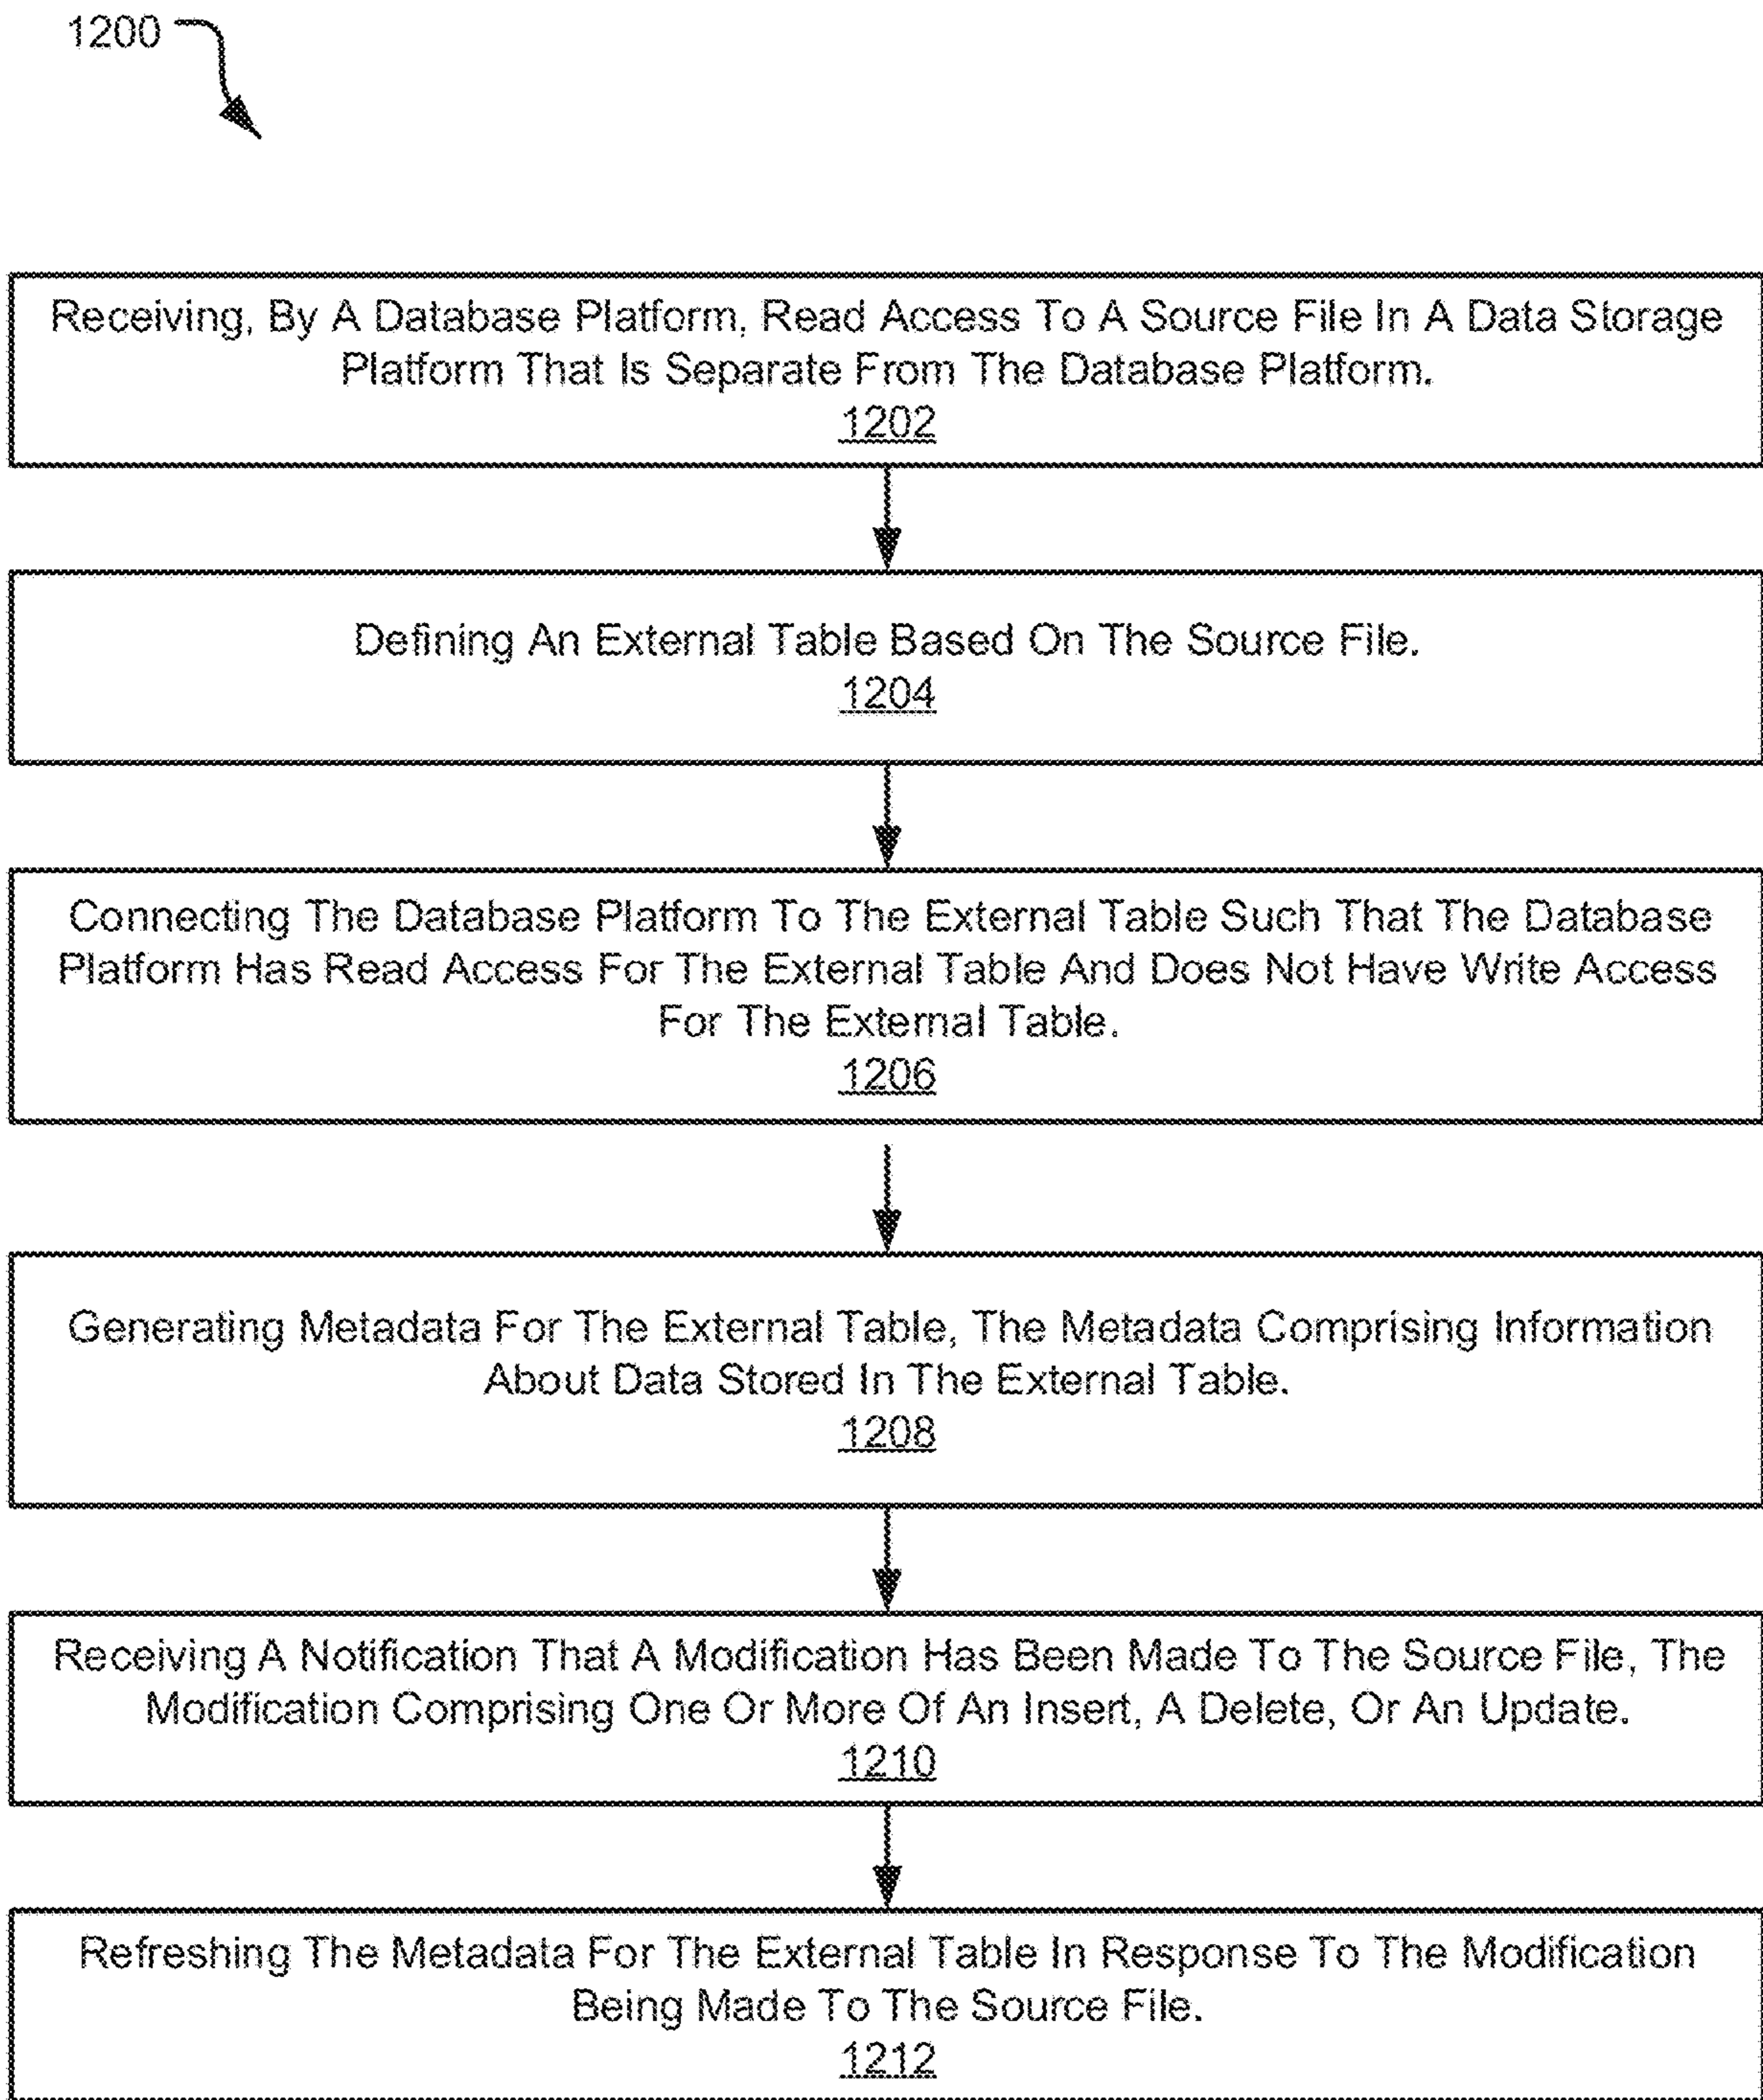 1200
Receiving, By A Database Platform, Read Access To A Source File In A Data Storage
Platform That Is Separate From The Database Platform.
1202
Defining An External Table Based On The Source File.
1204
Connecting The Database Platform To The External Table Such That The Database
Platform Has Read Access For The External Table And Does Not Have Write Access
For The External Table.
1206
Generating Metadata For The External Table, The Metadata Comprising Information
About Data Stored In The External Table.
1208
Receiving A Notification That A Modification Has Been Made To The Source File, The
Modification Comprising One Or More Of An Insert, A Delete, Or An Update.
1210
Refreshing The Metadata For The External Table In Response To The Modification
Being Made To The Source File.
1212